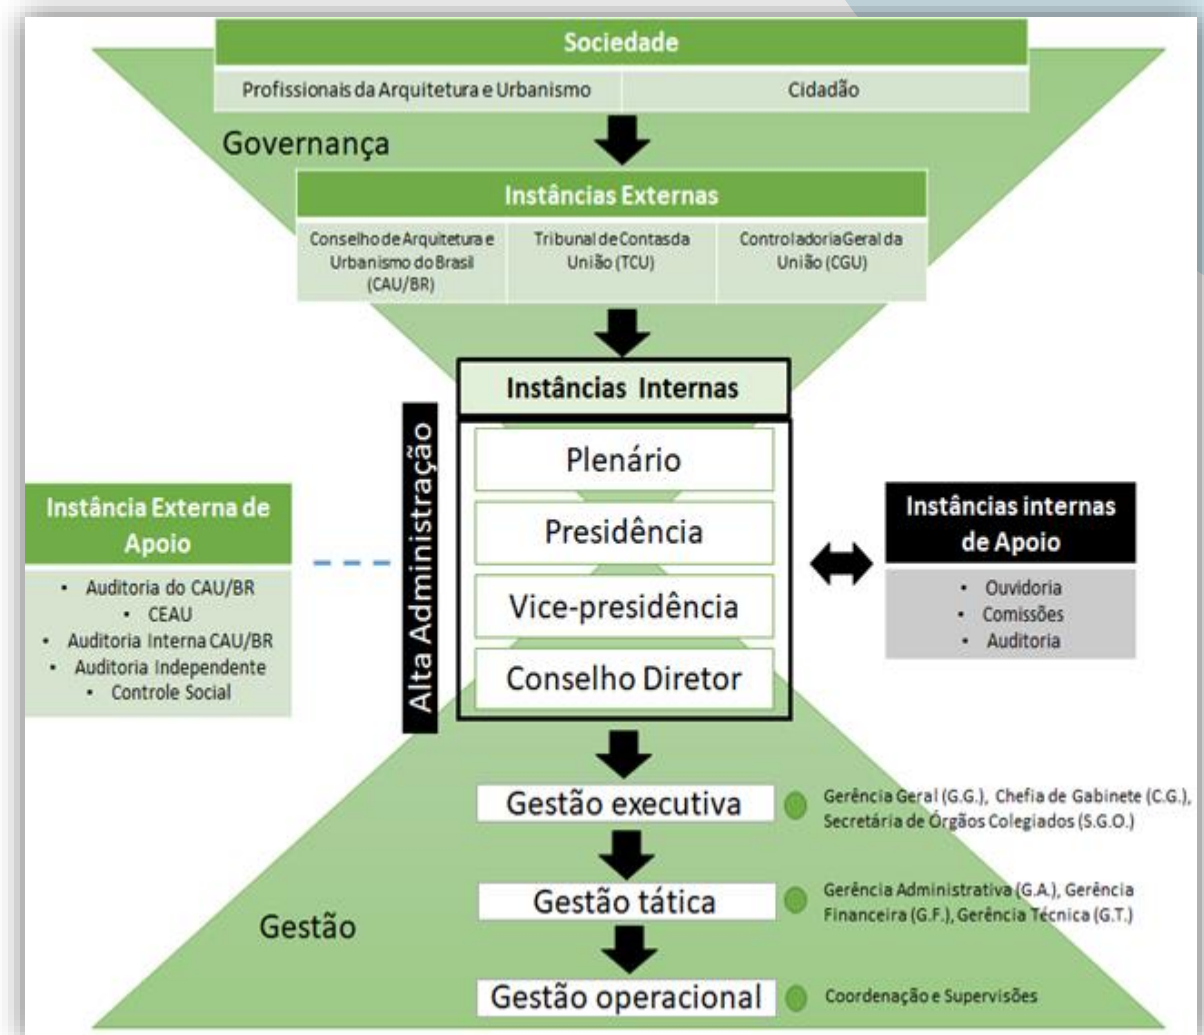 Sociedade
Profissionais da Arquitetura e Urbanismo
Cidadão
Governança
Instâncias Externas
Conselho de Arquitetura e
Urbanismo do Brasil
(CAU/BR)
Tribunal de Contas da
União (TCU)
Controladoria Geral da
União (CGU)
Instâncias Internas
Alta Administração
Plenário
Presidência
Vice-presidência
Conselho Diretor
Instância Externa de
Apoio
• Auditoria do CAU/BR
• CEAU
• Auditoria Interna CAU/BR
• Auditoria Independente
• Controle Social
Instâncias internas
de Apoio
• Ouvidoria
• Comissões
• Auditoria
Gestão executiva
Gerência Geral (G.G.), Chefia de Gabinete (C.G.),
Secretária de Órgãos Colegiados (S.G.O.)
Gestão tática
Gerência Administrativa (G.A.), Gerência
Financeira (G.F.), Gerência Técnica (G.T.)
Gestão
Gestão operacional
Coordenação e Supervisões